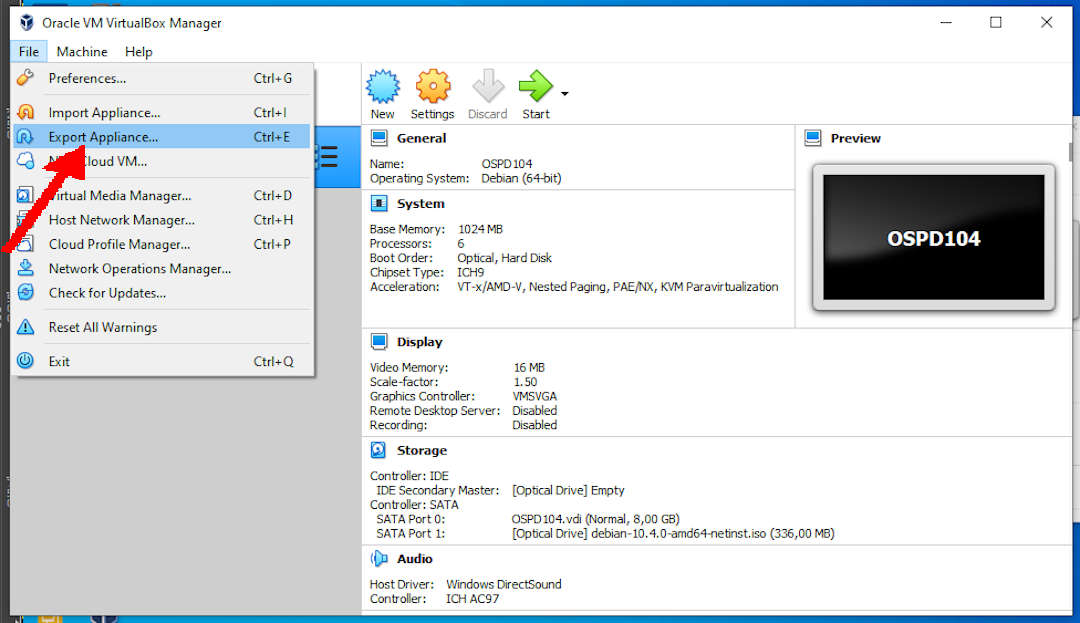 Oracle VM VirtualBox Manager
File Machine Help
Preferences... Ctrl+G
Import Appliance... Ctrl+I
Export Appliance... Ctrl+E
Cloud VM...
Virtual Media Manager... Ctrl+D
Host Network Manager... Ctrl+H
Cloud Profile Manager... Ctrl+P
Network Operations Manager...
Check for Updates...
Reset All Warnings
Exit Ctrl+Q
New Settings Discard Start
General
Name: OSPD104
Operating System: Debian (64-bit)
System
Base Memory: 1024 MB
Processors: 6
Boot Order: Optical, Hard Disk
Chipset Type: ICH9
Acceleration: VT-x/AMD-V, Nested Paging, PAE/NX, KVM Paravirtualization
Preview
OSPD104
Display
Video Memory: 16 MB
Scale-factor: 1.50
Graphics Controller: VMSVGA
Remote Desktop Server: Disabled
Recording: Disabled
Storage
Controller: IDE
IDE Secondary Master: [Optical Drive] Empty
Controller: SATA
SATA Port 0: OSPD104.vdi (Normal, 8,00 GB)
SATA Port 1: [Optical Drive] debian-10.4.0-amd64-netinst.iso (336,00 MB)
Audio
Host Driver: Windows DirectSound
Controller: ICH AC97